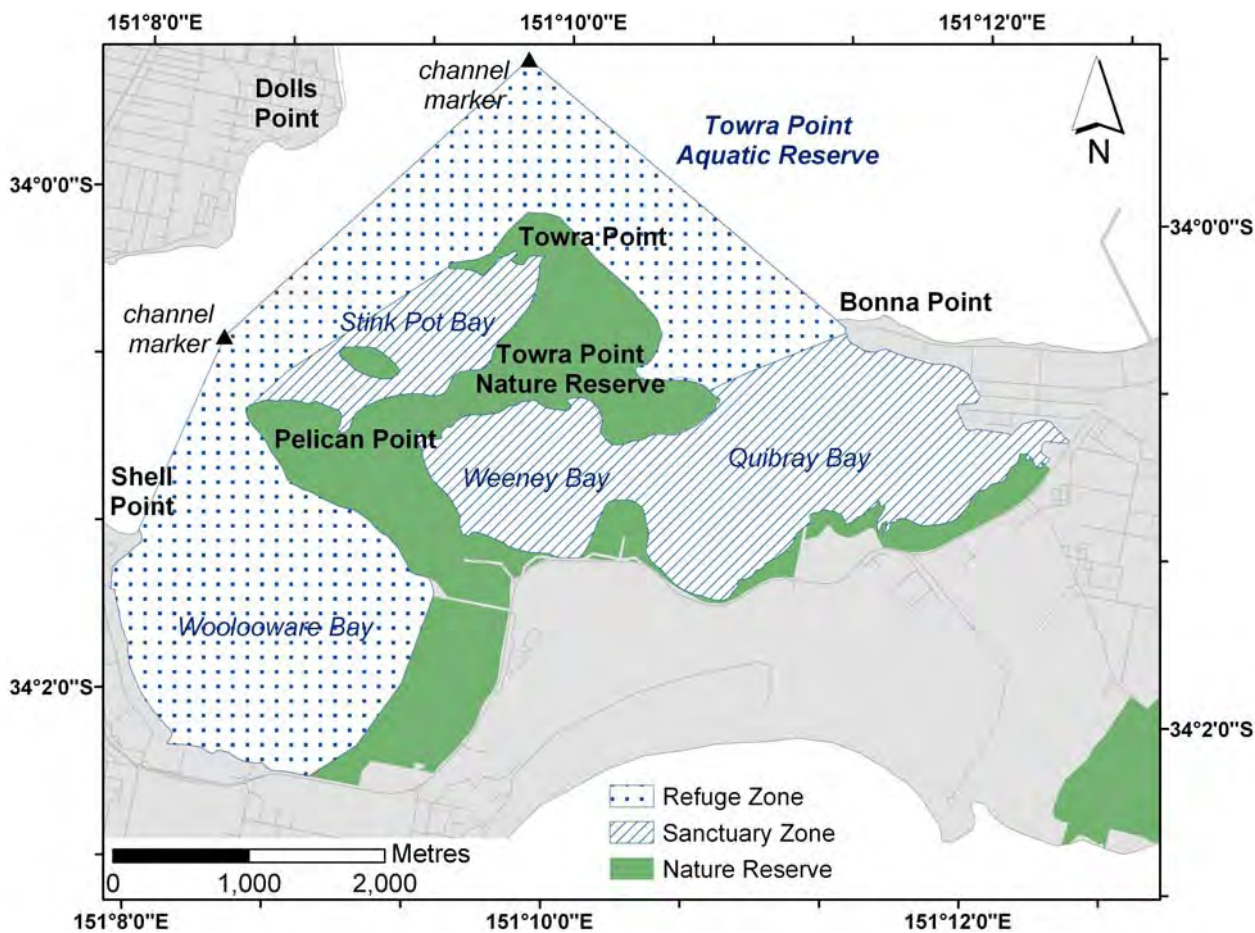 151°8'0"E
151°10'0"E
151°12'0"E
channel
marker
Dolls
Point
Towra Point
Aquatic Reserve
N
34°0'0"S
34°0'0"S
Towra Point
Bonna Point
channel
marker
Stink Pot Bay
Towra Point
Nature Reserve
Pelican Point
Shell
Point
Weeney Bay
Quibray Bay
Woolooware Bay
34°2'0"S
34°2'0"S
Refuge Zone
Sanctuary Zone
Nature Reserve
Metres
0
1,000
2,000
151°8'0"E
151°10'0"E
151°12'0"E